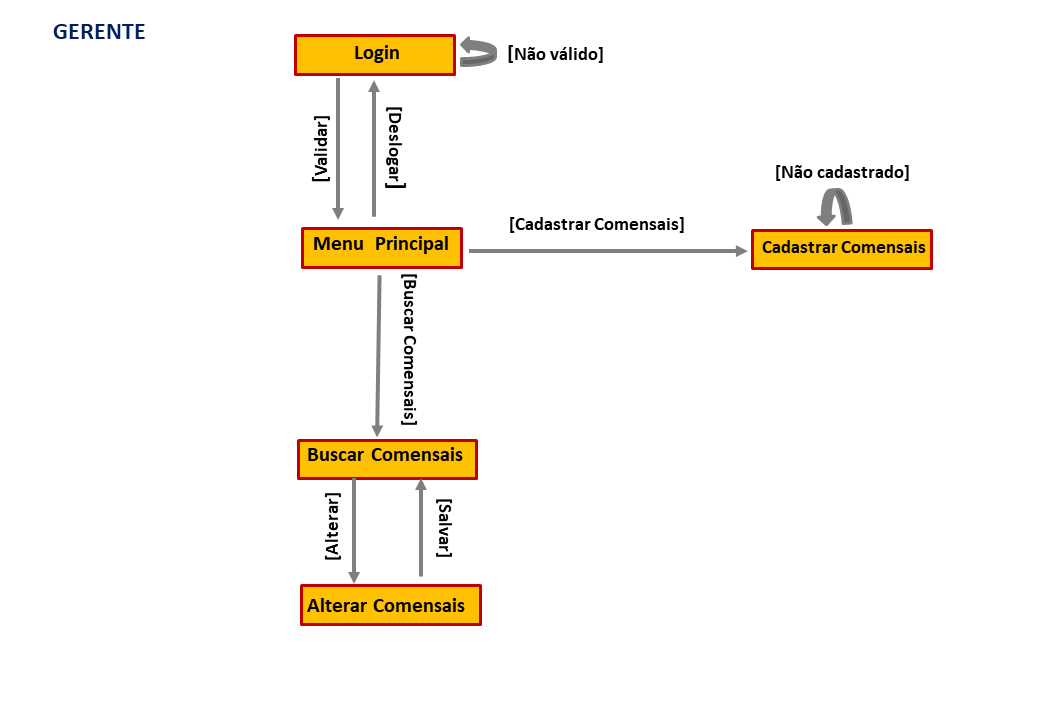 GERENTE
Login
[Não válido]
[Validar]
[Deslogar]
[Não cadastrado]
[Cadastrar Comensais]
Menu Principal
Cadastrar Comensais
[Buscar Comensais]
Buscar Comensais
[Alterar]
[Salvar]
Alterar Comensais